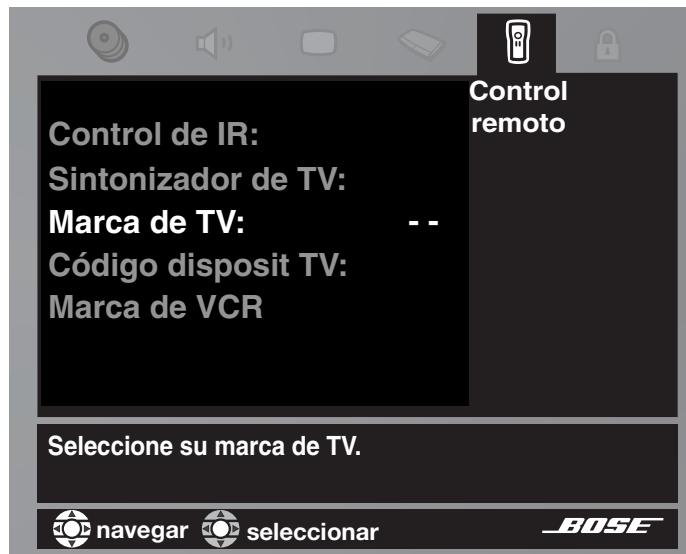 Control
remoto
Control de IR:
Sintonizador de TV:
Marca de TV: - -
Código disposit TV:
Marca de VCR
Seleccione su marca de TV.
navegar seleccionar BOSE